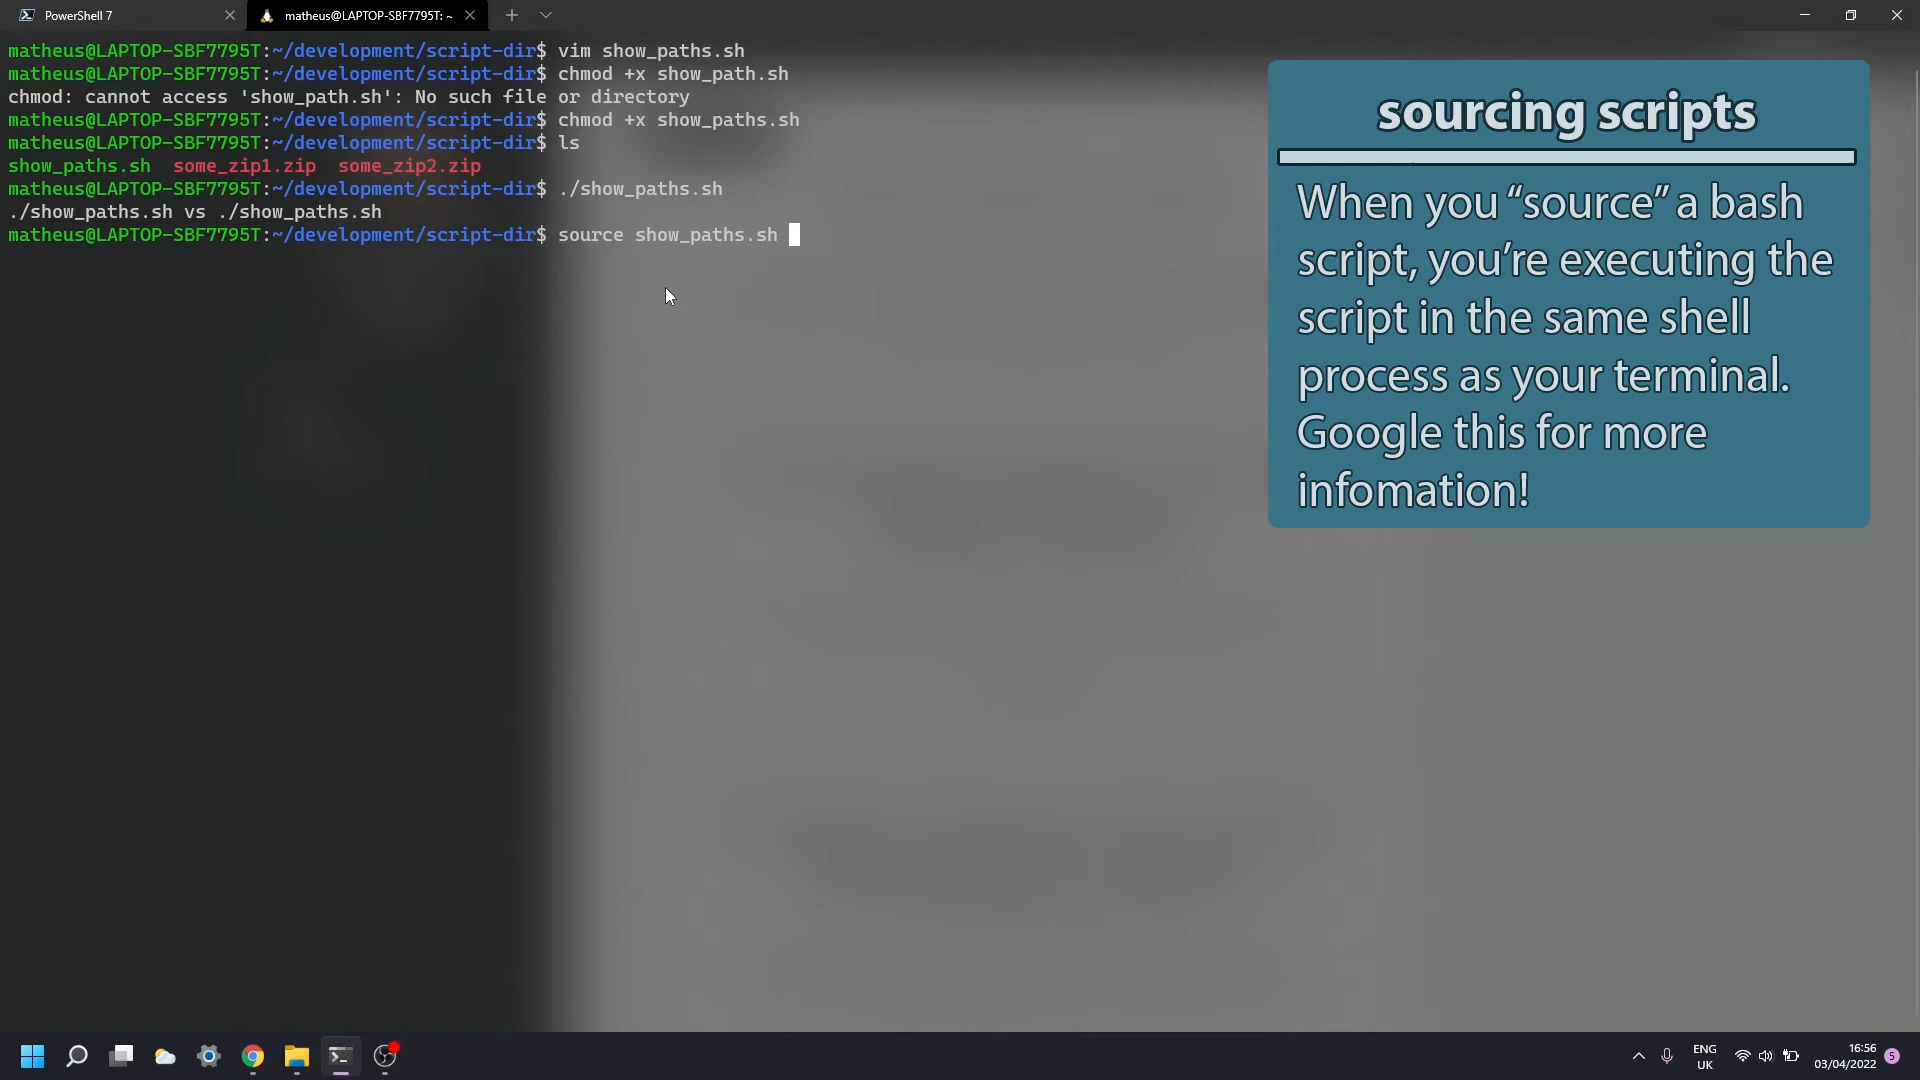 PowerShell 7
matheus@LAPTOP-SBF7795T: ~
matheus@LAPTOP-SBF7795T:~/development/script-dir$ vim show_paths.sh
matheus@LAPTOP-SBF7795T:~/development/script-dir$ chmod +x show_path.sh
chmod: cannot access 'show_path.sh': No such file or directory
matheus@LAPTOP-SBF7795T:~/development/script-dir$ chmod +x show_paths.sh
matheus@LAPTOP-SBF7795T:~/development/script-dir$ ls
show_paths.sh  some_zip1.zip  some_zip2.zip
matheus@LAPTOP-SBF7795T:~/development/script-dir$ ./show_paths.sh
./show_paths.sh vs ./show_paths.sh
matheus@LAPTOP-SBF7795T:~/development/script-dir$ source show_paths.sh
sourcing scripts
When you “source” a bash
script, you’re executing the
script in the same shell
process as your terminal.
Google this for more
infomation!
ENG
UK
16:56
03/04/2022
5